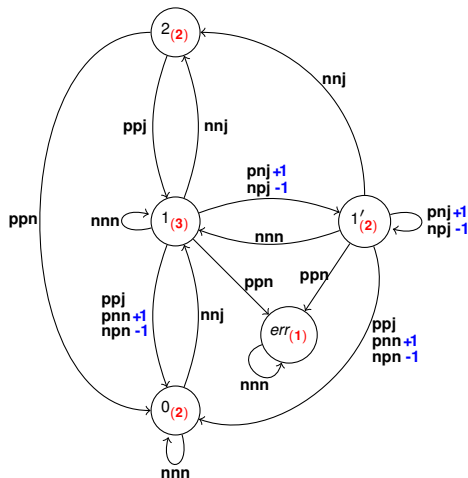 2(2)
nnj
ppj
nnj
pnj +1
npj -1
ppn
nnn
1(3)
1′(2)
pnj +1
npj -1
nnn
ppn
ppn
ppj
pnn +1
npn -1
nnj
err(1)
ppj
pnn +1
npn -1
nnn
0(2)
nnn